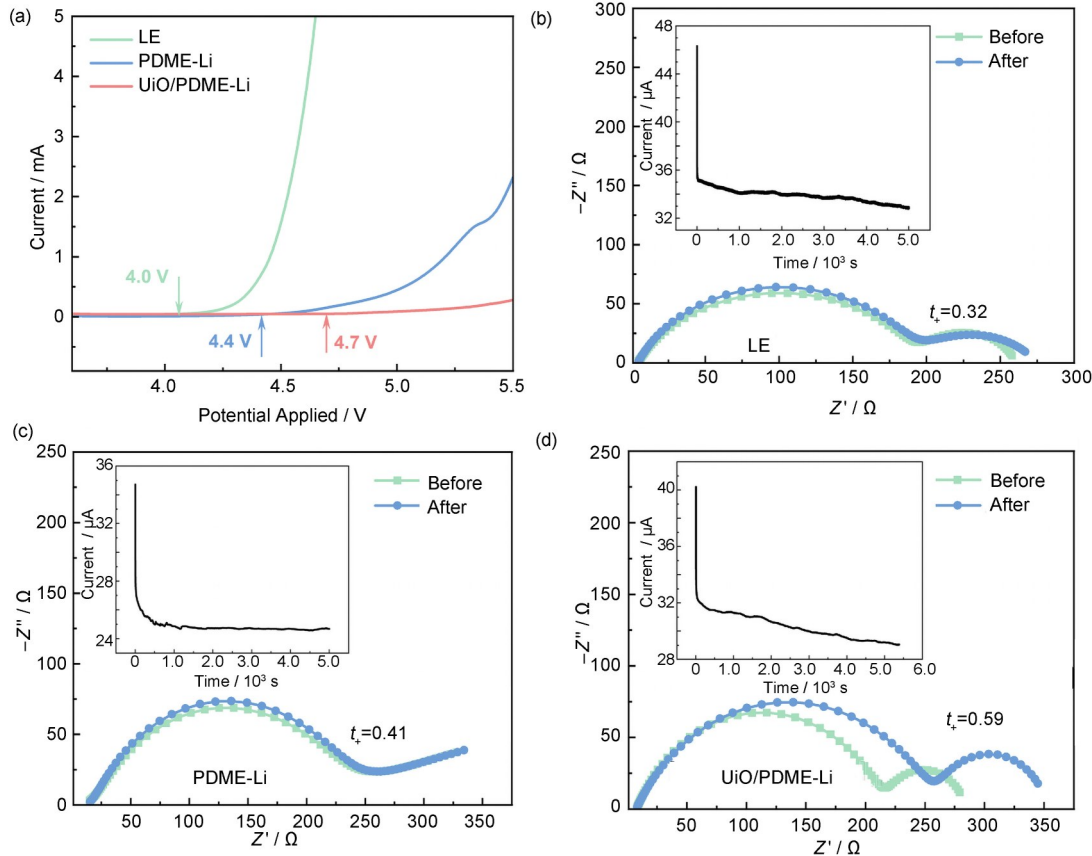 (a)
5
4
3
2
1
0
Current / mA
LE
PDME-Li
UiO/PDME-Li
4.0 V
4.4 V
4.7 V
4.0 4.5 5.0 5.5
Potential Applied / V
(b)
300
250
200
150
100
50
0
−Z" / Ω
Before
After
48
44
40
36
32
Current / µA
0 1.0 2.0 3.0 4.0 5.0
Time / 10³ s
t₊=0.32
LE
0 50 100 150 200 250 300
Z' / Ω
(c)
250
200
150
100
50
0
−Z" / Ω
Before
After
36
32
28
24
Current / µA
0 1.0 2.0 3.0 4.0 5.0
Time / 10³ s
t₊=0.41
PDME-Li
50 100 150 200 250 300 350
Z' / Ω
(d)
250
200
150
100
50
0
−Z" / Ω
Before
After
40
36
32
28
Current / µA
0 1.0 2.0 3.0 4.0 5.0 6.0
Time / 10³ s
t₊=0.59
UiO/PDME-Li
50 100 150 200 250 300 350
Z' / Ω